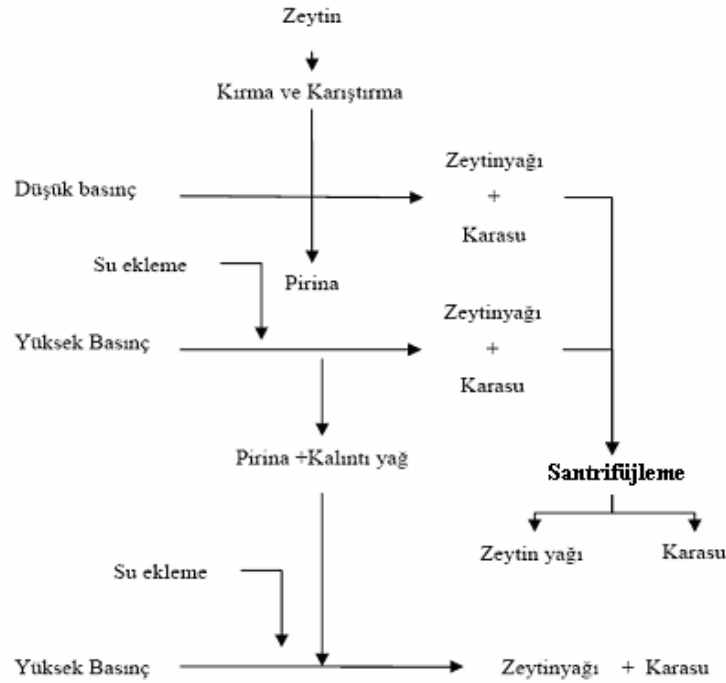 Zeytin
Kırma ve Karıştırma
Zeytinyağı
Düşük basınç
+
Karasu
Su ekleme
Pirina
Zeytinyağı
Yüksek Basınç
+
Karasu
Pirina +Kalıntı yağ
Santrifüjleme
Zeytin yağı
Karasu
Su ekleme
Yüksek Basınç
Zeytinyağı + Karasu